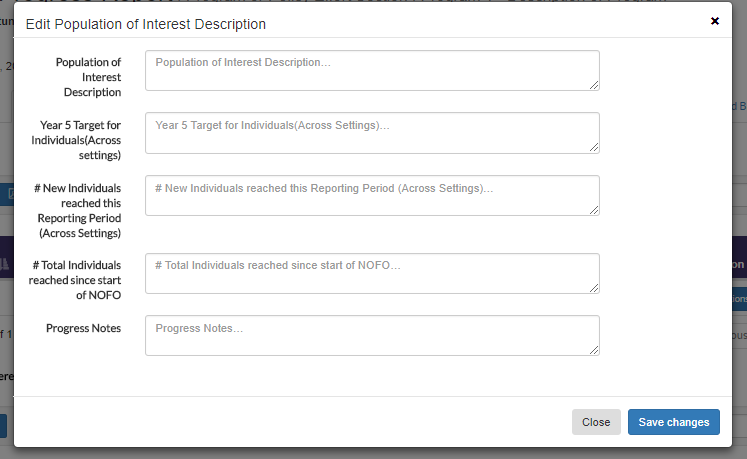 Edit Population of Interest Description
×
Population of
Interest
Description
Population of Interest Description...
Year 5 Target for
Individuals(Across
settings)
Year 5 Target for Individuals(Across Settings)...
# New Individuals
reached this
Reporting Period
(Across Settings)
# New Individuals reached this Reporting Period (Across Settings)...
# Total Individuals
reached since start
of NOFO
# Total Individuals reached since start of NOFO...
Progress Notes
Progress Notes...
Close
Save changes